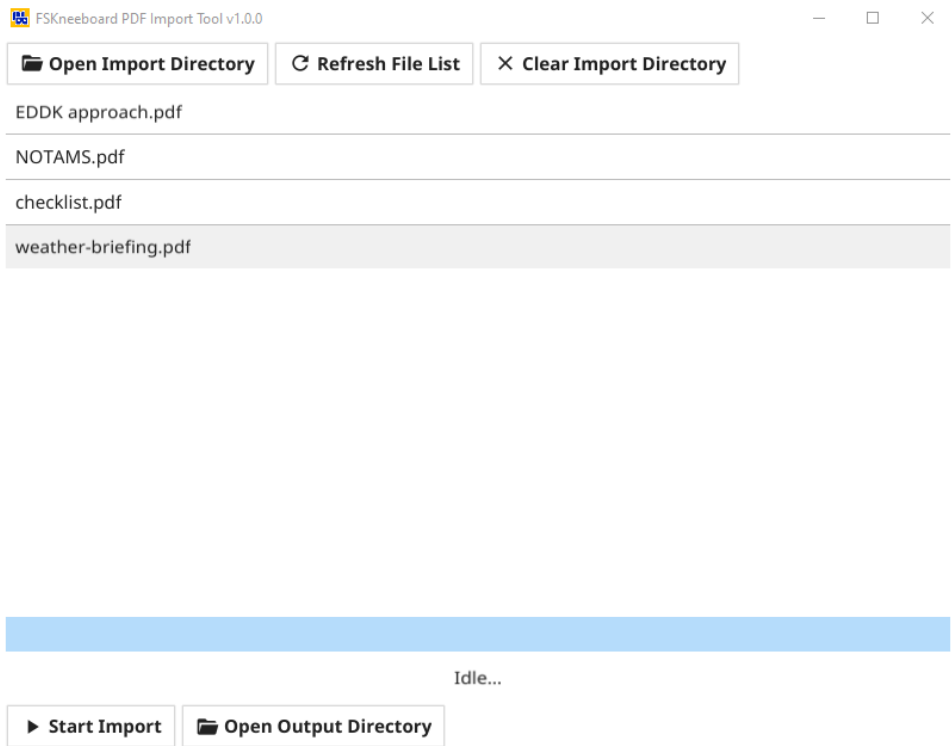 FSKneeboard PDF Import Tool v1.0.0
Open Import Directory Refresh File List Clear Import Directory
EDDK approach.pdf
NOTAMS.pdf
checklist.pdf
weather-briefing.pdf
Idle...
Start Import Open Output Directory